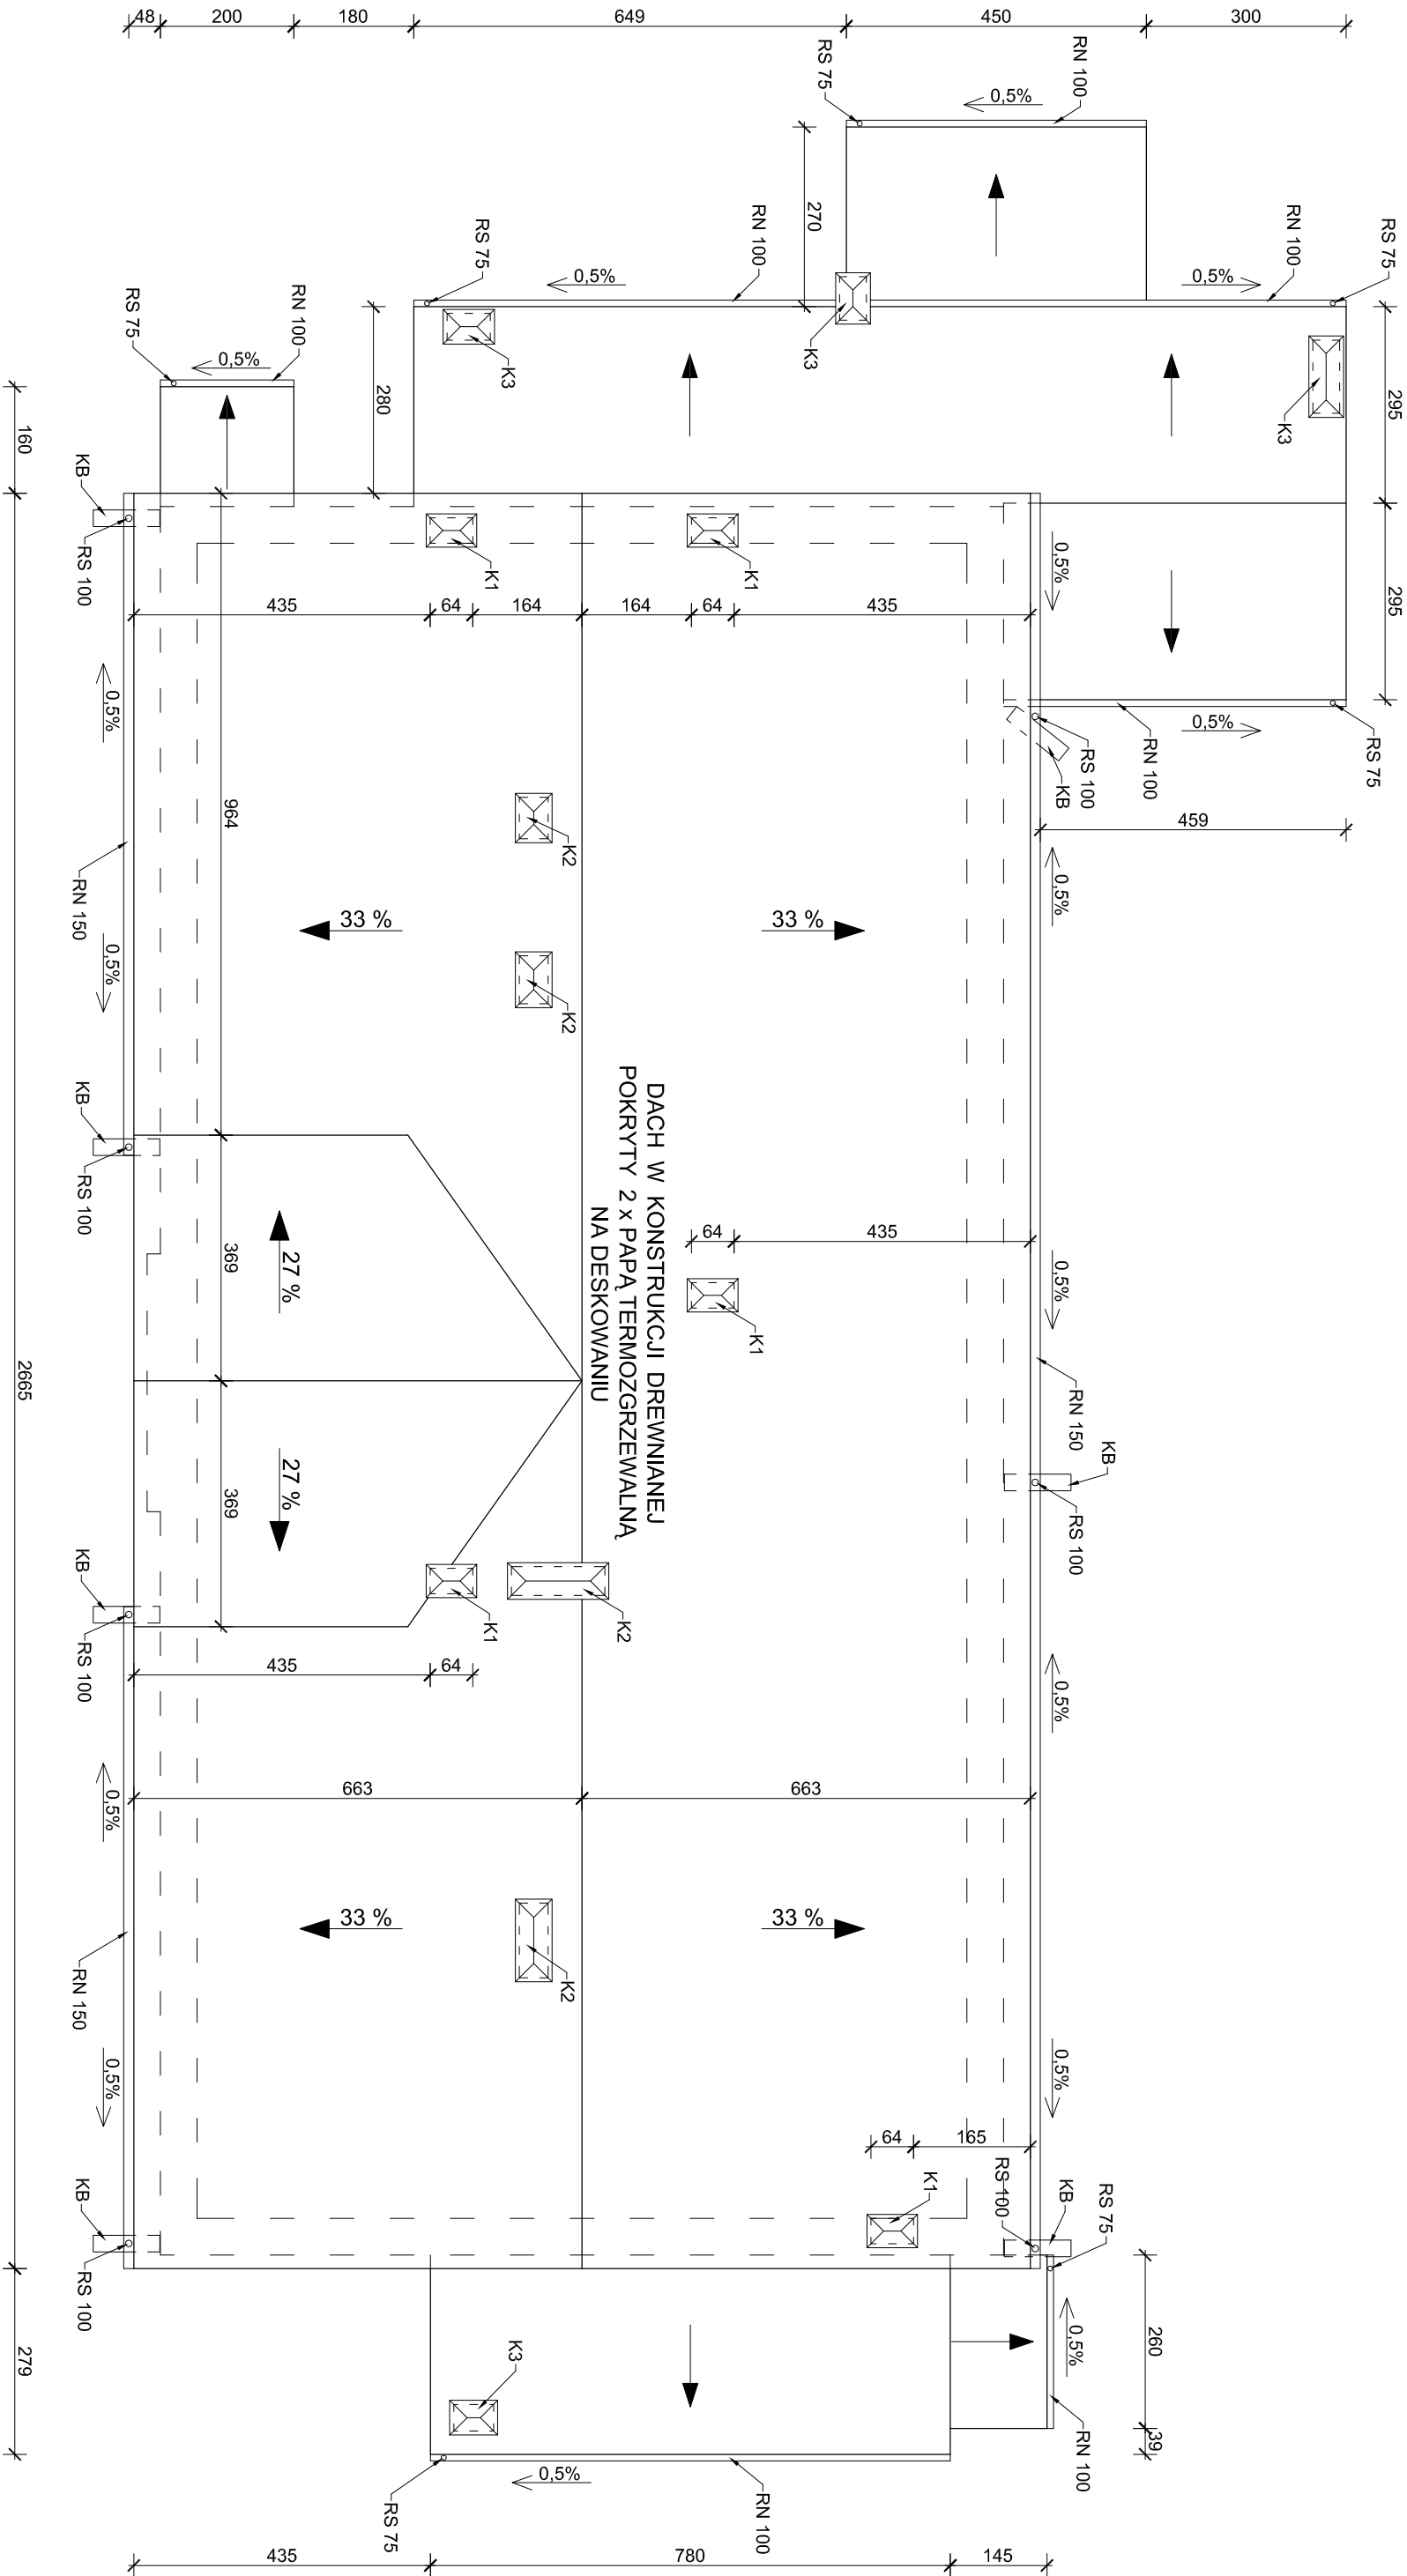 48
200
180
649
450
300
RS 75
RN 100
0,5%
270
RS 75
RN 100
RN 100
RS 75
0,5%
0,5%
K3
K3
K3
295
RS 75
RN 100
0,5%
280
160
KB
RS 100
K1
K1
0,5%
295
435
64
164
164
64
435
0,5%
0,5%
RS 75
RN 100
RS 100
KB
459
964
K2
0,5%
RN 150
33 %
33 %
0,5%
K2
DACH W KONSTRUKCJI DREWNIANEJ
POKRYTY 2 x PAPĄ TERMOZGRZEWALNĄ
NA DESKOWANIU
KB
RS 100
369
27 %
64
435
K1
0,5%
RN 150
2665
369
27 %
KB
RS 100
KB
RS 100
K1
K2
435
64
0,5%
0,5%
663
663
RN 150
33 %
33 %
K2
0,5%
0,5%
64
165
KB
RS 100
K1
RS 100
KB
RS 75
0,5%
260
39
RN 100
279
K3
RS 75
0,5%
RN 100
435
780
145